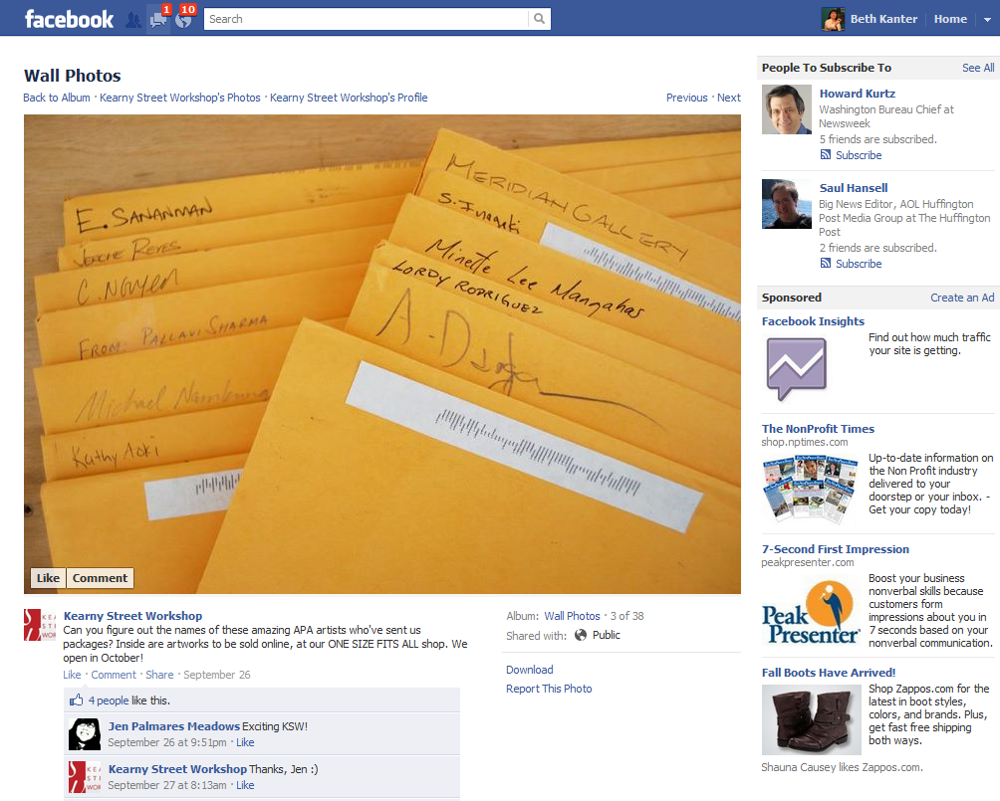 facebook
1
10
Search
Beth Kanter
Home
Wall Photos
Back to Album · Kearny Street Workshop's Photos · Kearny Street Workshop's Profile
Previous · Next
E. SANANMAN
JEROME REYES
C. NGUYEN
FROM: PALLAVI SHARMA
Michael
Kathy Aoki
MERIDIAN GALLERY
S. Inagaki
Minette Lee Mangahas
LORDY RODRIGUEZ
Like
Comment
Kearny Street Workshop
Can you figure out the names of these amazing APA artists who've sent us
packages? Inside are artworks to be sold online, at our ONE SIZE FITS ALL shop. We
open in October!
Like · Comment · Share · September 26
4 people like this.
Jen Palmares Meadows Exciting KSW!
September 26 at 9:51pm · Like
Kearny Street Workshop Thanks, Jen :)
September 27 at 8:13am · Like
Album: Wall Photos · 3 of 38
Shared with: Public
Download
Report This Photo
People To Subscribe To
See All
Howard Kurtz
Washington Bureau Chief at
Newsweek
5 friends are subscribed.
Subscribe
Saul Hansell
Big News Editor, AOL Huffington
Post Media Group at The Huffington
Post
2 friends are subscribed.
Subscribe
Sponsored
Create an Ad
Facebook Insights
Find out how much traffic
your site is getting.
The NonProfit Times
shop.nptimes.com
Up-to-date information on
the Non Profit industry
delivered to your
doorstep or your inbox. -
Get your copy today!
7-Second First Impression
peakpresenter.com
Peak
Presenter
Boost your business
nonverbal skills because
customers form
impressions about you in
7 seconds based on your
nonverbal communication.
Fall Boots Have Arrived!
Shop Zappos.com for the
latest in boot styles,
colors, and brands. Plus,
get fast free shipping
both ways.
Shauna Causey likes Zappos.com.